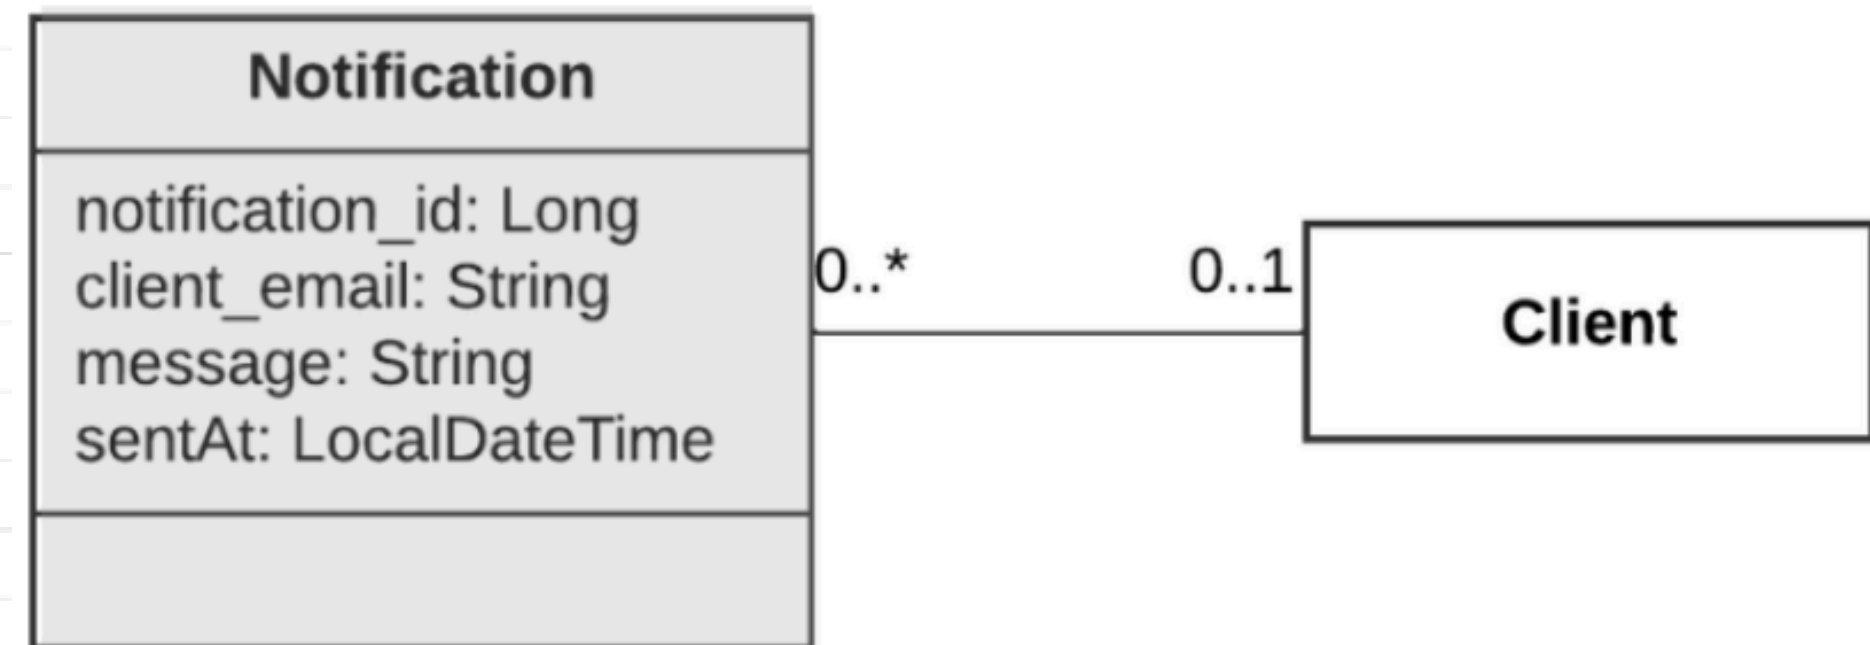 Notification
notification_id: Long
client_email: String
message: String
sentAt: LocalDateTime
0..*
0..1
Client